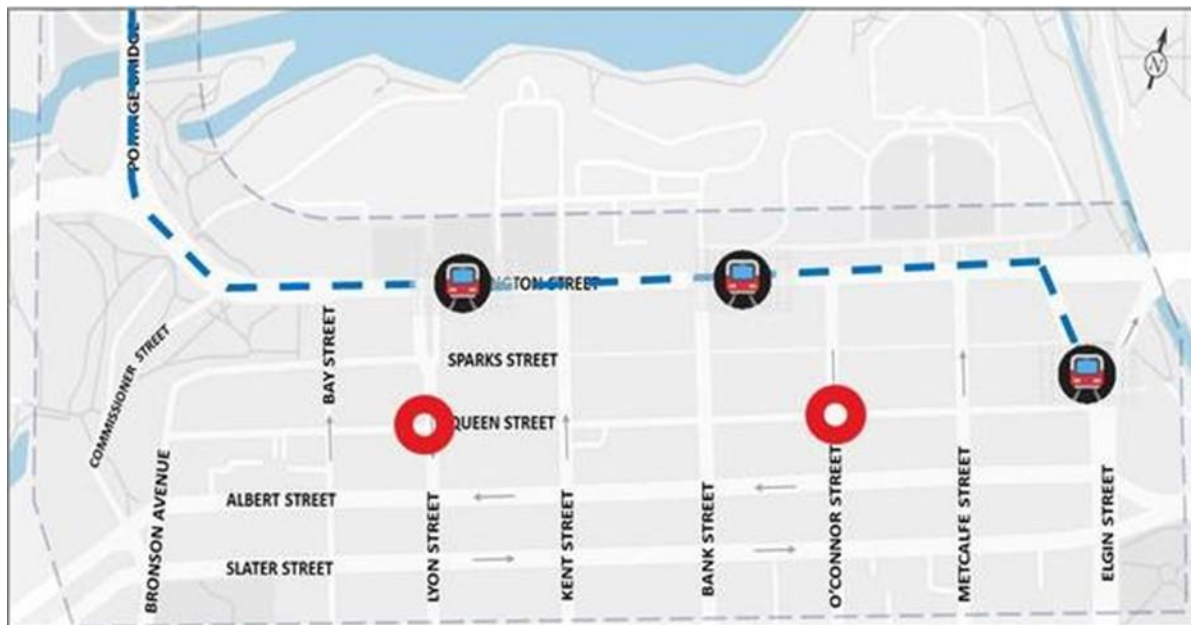 PORTAGE BRIDGE
N
NGTON STREET
COMMISSIONER STREET
BAY STREET
SPARKS STREET
QUEEN STREET
ALBERT STREET
SLATER STREET
BRONSON AVENUE
LYON STREET
KENT STREET
BANK STREET
O'CONNOR STREET
METCALFE STREET
ELGIN STREET